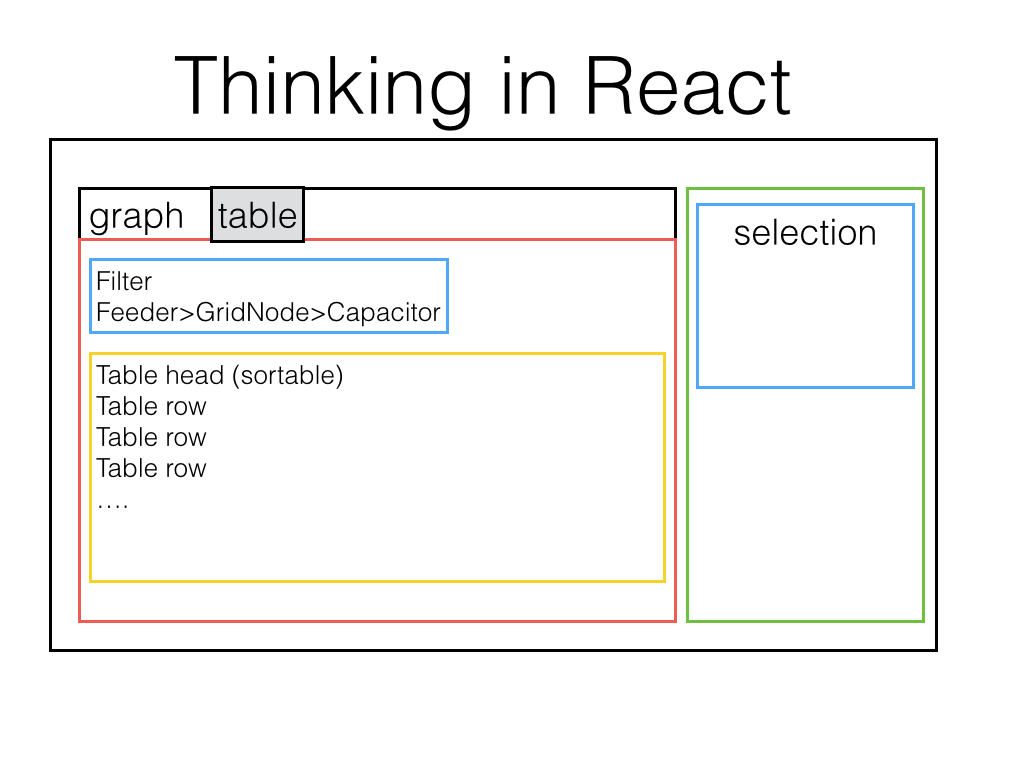 Thinking in React
graph table
selection
Filter
Feeder>GridNode>Capacitor
Table head (sortable)
Table row
Table row
Table row
....